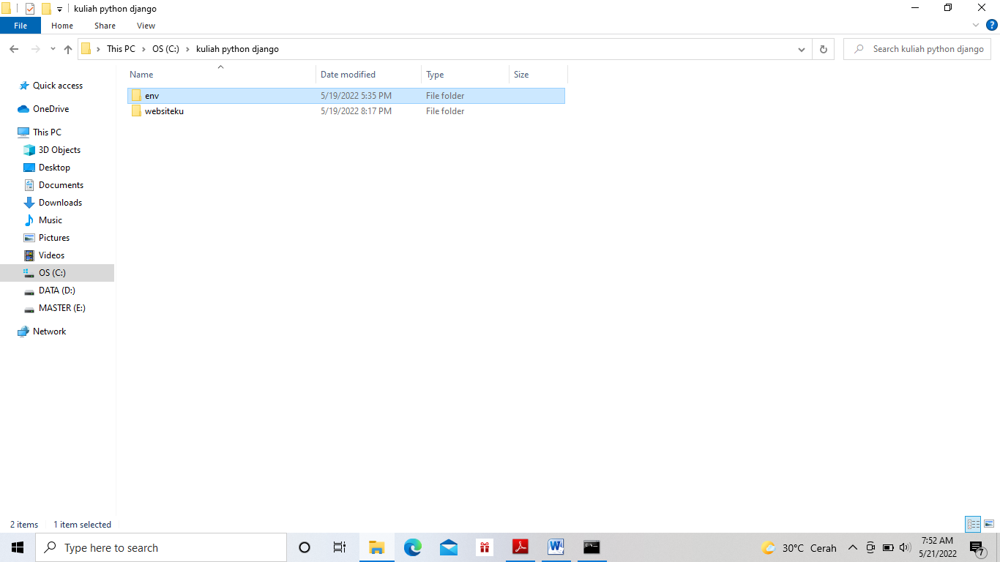 kuliah python django
File Home Share View
This PC OS (C:) kuliah python django
Search kuliah python django
Name Date modified Type Size
Quick access
OneDrive
This PC
3D Objects
Desktop
Documents
Downloads
Music
Pictures
Videos
OS (C:)
DATA (D:)
MASTER (E:)
Network
env 5/19/2022 5:35 PM File folder
websiteku 5/19/2022 8:17 PM File folder
2 items 1 item selected
Type here to search
30°C Cerah
7:52 AM
5/21/2022
7